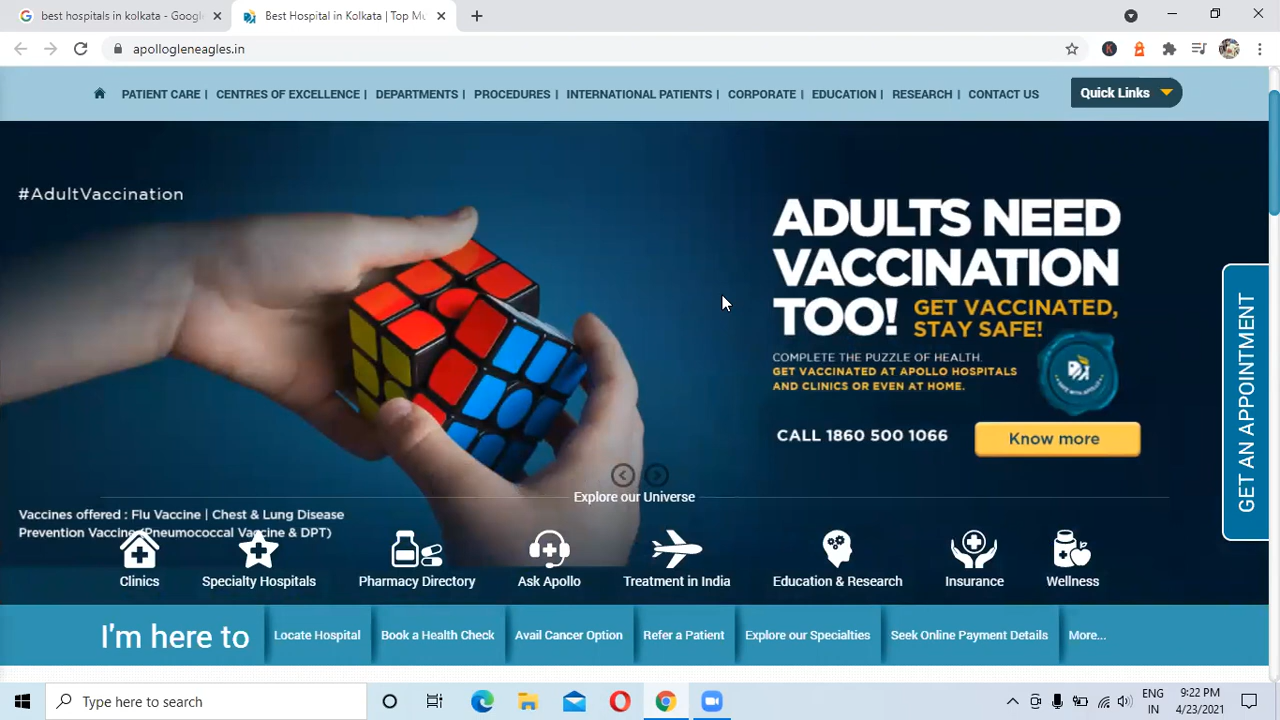 best hospitals in kolkata - Google
Best Hospital in Kolkata | Top Mu
apollogleneagles.in
PATIENT CARE | CENTRES OF EXCELLENCE | DEPARTMENTS | PROCEDURES | INTERNATIONAL PATIENTS | CORPORATE | EDUCATION | RESEARCH | CONTACT US
Quick Links
#AdultVaccination
ADULTS NEED
VACCINATION
TOO!
GET VACCINATED,
STAY SAFE!
COMPLETE THE PUZZLE OF HEALTH.
GET VACCINATED AT APOLLO HOSPITALS
AND CLINICS OR EVEN AT HOME.
CALL 1860 500 1066
Know more
GET AN APPOINTMENT
Explore our Universe
Vaccines offered : Flu Vaccine | Chest & Lung Disease
Prevention Vaccine (Pneumococcal Vaccine & DPT)
Clinics
Specialty Hospitals
Pharmacy Directory
Ask Apollo
Treatment in India
Education & Research
Insurance
Wellness
I'm here to
Locate Hospital
Book a Health Check
Avail Cancer Option
Refer a Patient
Explore our Specialties
Seek Online Payment Details
More...
Type here to search
ENG
IN
9:22 PM
4/23/2021